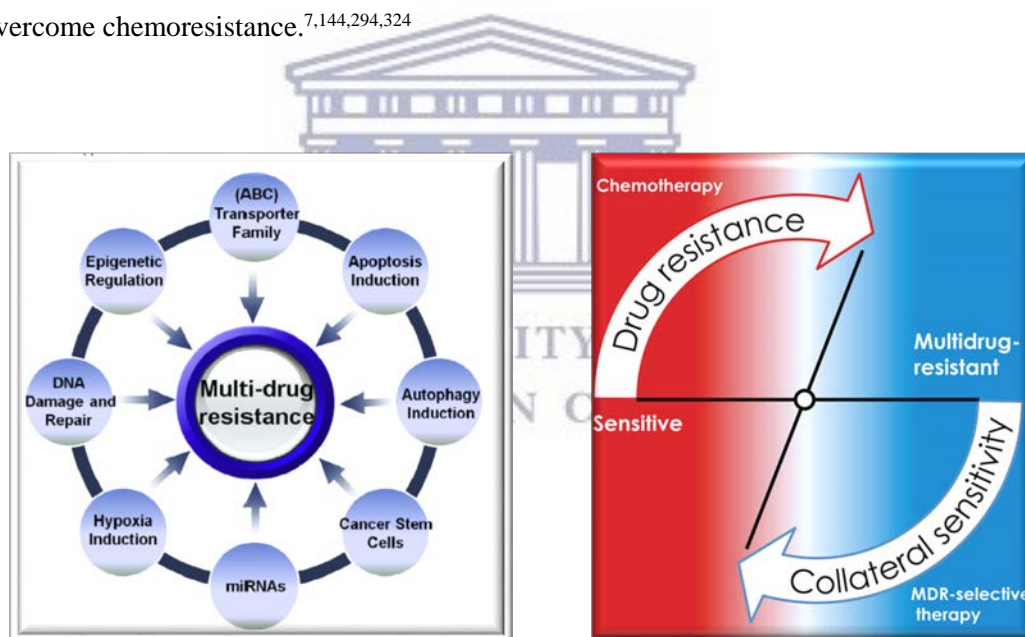 vercome chemoresistance.7,144,294,324
(ABC)
Transporter
Family
Apoptosis
Induction
Autophagy
Induction
Cancer Stem
Cells
miRNAs
Hypoxia
Induction
DNA
Damage and
Repair
Epigenetic
Regulation
Multi-drug
resistance
ITY
N C
Chemotherapy
Drug resistance
Multidrug-
resistant
Sensitive
Collateral sensitivity
MDR-selective
therapy